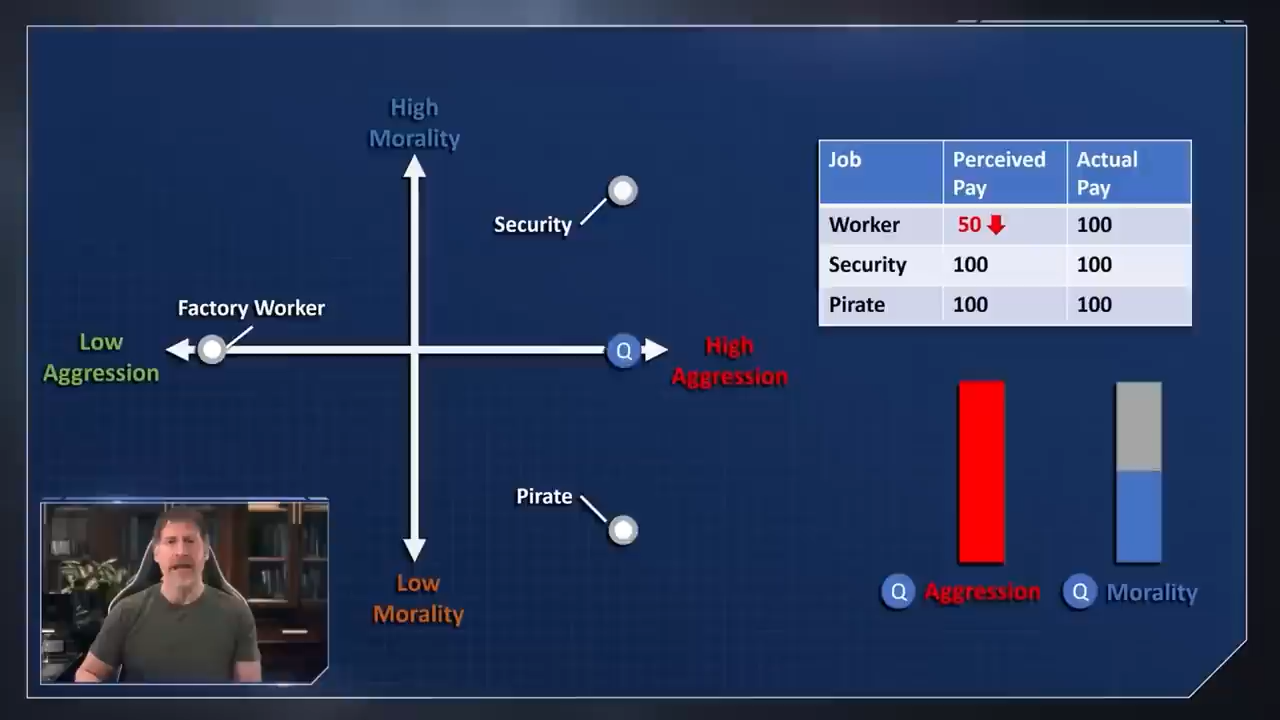 High
Morality
Security
Factory Worker
Low
Aggression
Q
High
Aggression
Pirate
Low
Morality
Job Perceived Pay Actual Pay
Worker 50 100
Security 100 100
Pirate 100 100
Q Aggression
Q Morality